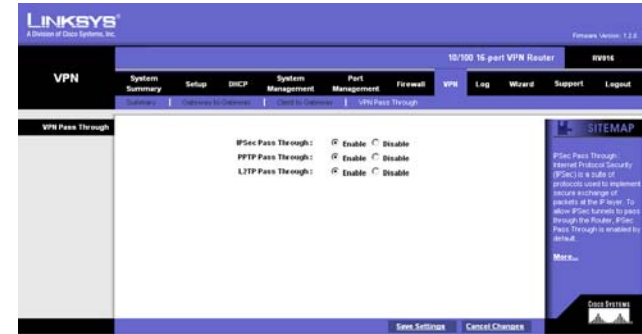 LINKSYS®
A Division of Cisco Systems, Inc.
Firmware Version: 1.2.0
10/100 16-port VPN Router
RV016
VPN
System Summary
Setup
DHCP
System Management
Port Management
Firewall
VPN
Log
Wizard
Support
Logout
Summary | Gateway to Gateway | Client to Gateway | VPN Pass Through
VPN Pass Through
IPSec Pass Through : Enable Disable
PPTP Pass Through : Enable Disable
L2TP Pass Through : Enable Disable
SITEMAP
IPSec Pass Through :
Internet Protocol Security
(IPSec) is a suite of
protocols used to implement
secure exchange of
packets at the IP layer. To
allow IPSec tunnels to pass
through the Router, IPSec
Pass Through is enabled by
default.
More...
Save Settings
Cancel Changes
CISCO SYSTEMS